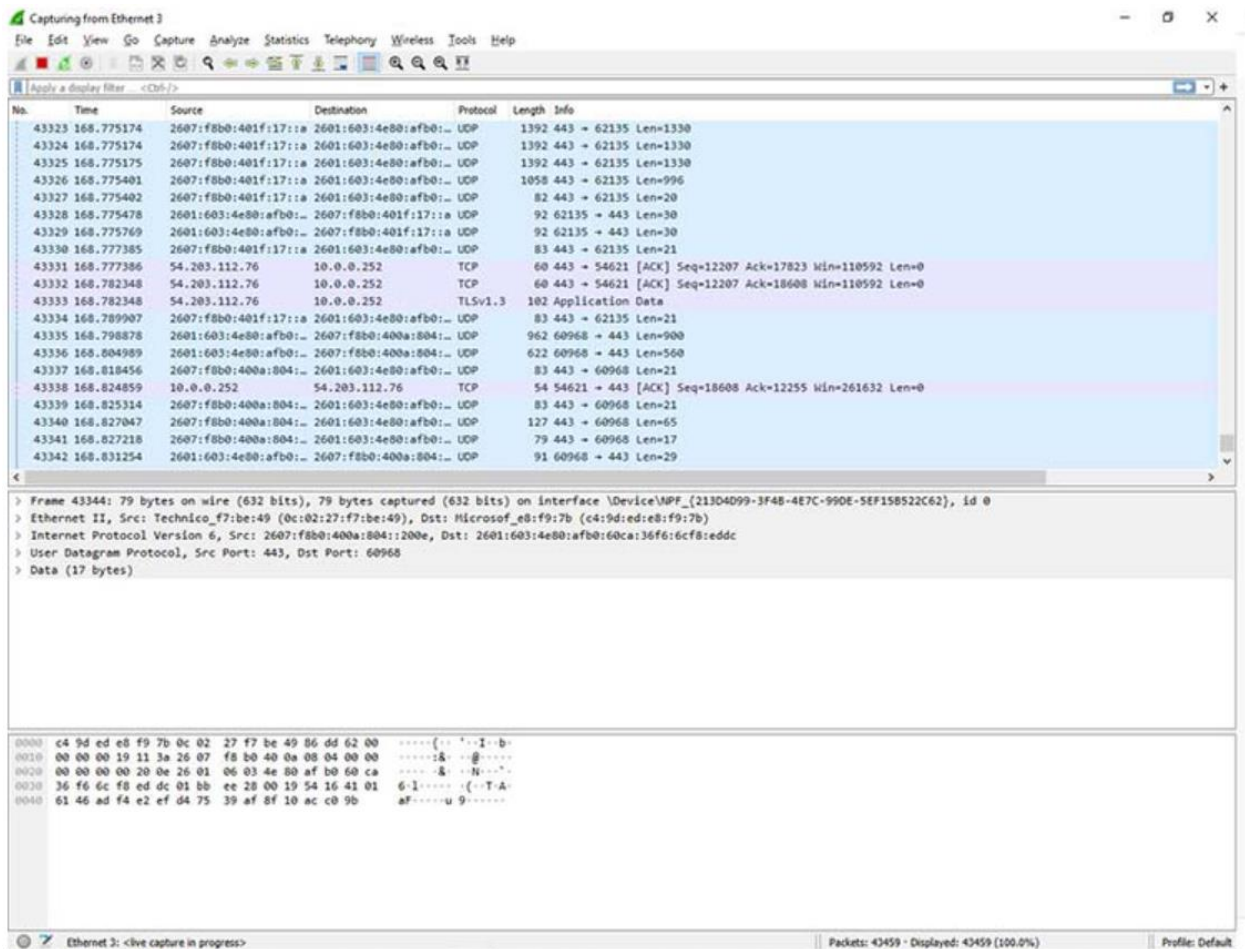 Capturing from Ethernet 3
File Edit View Go Capture Analyze Statistics Telephony Wireless Tools Help
Apply a display filter ... <Ctrl-/>
No. Time Source Destination Protocol Length Info
43323 168.775174 2607:f8b0:401f:17::a 2601:603:4e80:afb0:… UDP 1392 443 → 62135 Len=1330
43324 168.775174 2607:f8b0:401f:17::a 2601:603:4e80:afb0:… UDP 1392 443 → 62135 Len=1330
43325 168.775175 2607:f8b0:401f:17::a 2601:603:4e80:afb0:… UDP 1392 443 → 62135 Len=1330
43326 168.775401 2607:f8b0:401f:17::a 2601:603:4e80:afb0:… UDP 1058 443 → 62135 Len=996
43327 168.775402 2607:f8b0:401f:17::a 2601:603:4e80:afb0:… UDP 82 443 → 62135 Len=20
43328 168.775478 2601:603:4e80:afb0:… 2607:f8b0:401f:17::a UDP 92 62135 → 443 Len=30
43329 168.775769 2601:603:4e80:afb0:… 2607:f8b0:401f:17::a UDP 92 62135 → 443 Len=30
43330 168.777385 2607:f8b0:401f:17::a 2601:603:4e80:afb0:… UDP 83 443 → 62135 Len=21
43331 168.777386 54.203.112.76 10.0.0.252 TCP 60 443 → 54621 [ACK] Seq=12207 Ack=17823 Win=110592 Len=0
43332 168.782348 54.203.112.76 10.0.0.252 TCP 60 443 → 54621 [ACK] Seq=12207 Ack=18608 Win=110592 Len=0
43333 168.782348 54.203.112.76 10.0.0.252 TLSv1.3 102 Application Data
43334 168.789907 2607:f8b0:401f:17::a 2601:603:4e80:afb0:… UDP 83 443 → 62135 Len=21
43335 168.798878 2601:603:4e80:afb0:… 2607:f8b0:400a:804:… UDP 962 60968 → 443 Len=900
43336 168.804989 2601:603:4e80:afb0:… 2607:f8b0:400a:804:… UDP 622 60968 → 443 Len=560
43337 168.818456 2607:f8b0:400a:804:… 2601:603:4e80:afb0:… UDP 83 443 → 60968 Len=21
43338 168.824859 10.0.0.252 54.203.112.76 TCP 54 54621 → 443 [ACK] Seq=18608 Ack=12255 Win=261632 Len=0
43339 168.825314 2607:f8b0:400a:804:… 2601:603:4e80:afb0:… UDP 83 443 → 60968 Len=21
43340 168.827047 2607:f8b0:400a:804:… 2601:603:4e80:afb0:… UDP 127 443 → 60968 Len=65
43341 168.827218 2607:f8b0:400a:804:… 2601:603:4e80:afb0:… UDP 79 443 → 60968 Len=17
43342 168.831254 2601:603:4e80:afb0:… 2607:f8b0:400a:804:… UDP 91 60968 → 443 Len=29
> Frame 43344: 79 bytes on wire (632 bits), 79 bytes captured (632 bits) on interface \Device\NPF_{213D4D99-3F4B-4E7C-99DE-5EF15B522C62}, id 0
> Ethernet II, Src: Technico_f7:be:49 (0c:02:27:f7:be:49), Dst: Microsof_e8:f9:7b (c4:9d:ed:e8:f9:7b)
> Internet Protocol Version 6, Src: 2607:f8b0:400a:804::200e, Dst: 2601:603:4e80:afb0:60ca:36f6:6cf8:eddc
> User Datagram Protocol, Src Port: 443, Dst Port: 60968
> Data (17 bytes)
0000 c4 9d ed e8 f9 7b 0c 02 27 f7 be 49 86 dd 62 00 ·····{·· '··I··b·
0010 00 00 00 19 11 3a 26 07 f8 b0 40 0a 08 04 00 00 ·····:&· ··@·····
0020 00 00 00 00 20 0e 26 01 06 03 4e 80 af b0 60 ca ···· ·&· ··N···`·
0030 36 f6 6c f8 ed dc 01 bb ee 28 00 19 54 16 41 01 6·l····· ·(··T·A·
0040 61 46 ad f4 e2 ef d4 75 39 af 8f 10 ac c0 9b aF·····u 9······
Ethernet 3: <live capture in progress> Packets: 43459 · Displayed: 43459 (100.0%) Profile: Default